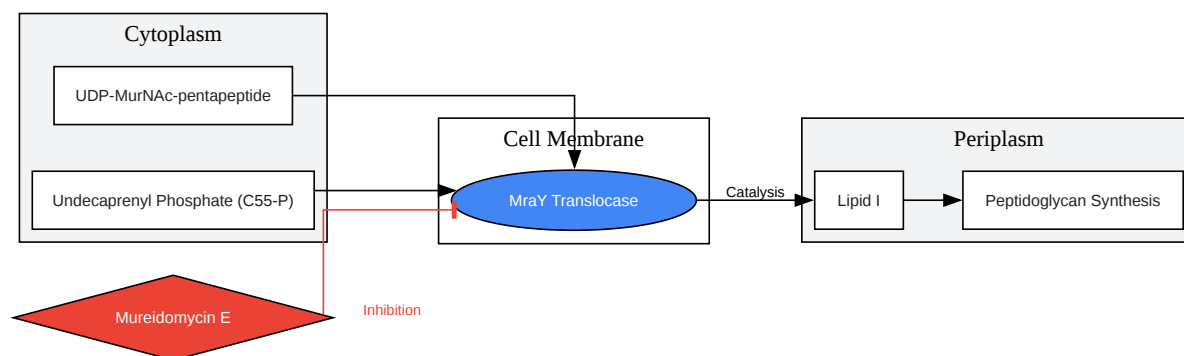 Cytoplasm
UDP-MurNAc-pentapeptide
Undecaprenyl Phosphate (C55-P)
Cell Membrane
MraY Translocase
Catalysis
Periplasm
Lipid I
Peptidoglycan Synthesis
Mureidomycin E
Inhibition